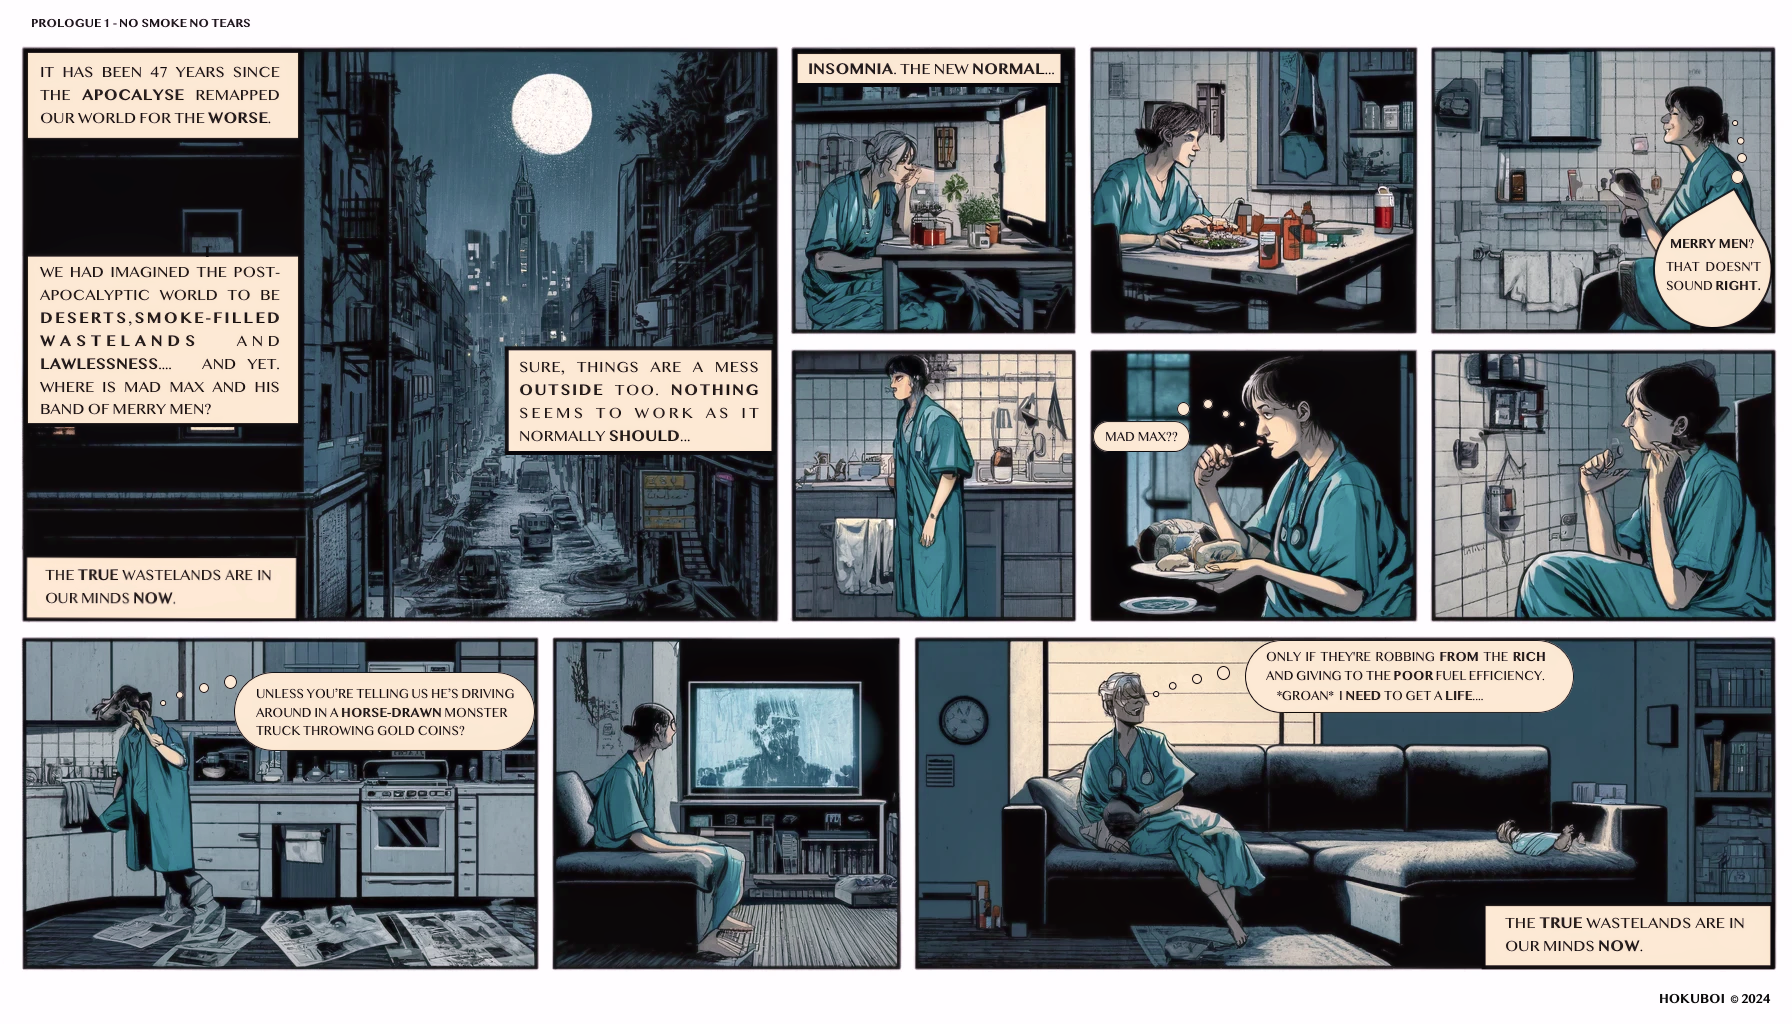 PROLOGUE 1 - NO SMOKE NO TEARS
IT HAS BEEN 47 YEARS SINCE
THE APOCALYSE REMAPPED
OUR WORLD FOR THE WORSE.
WE HAD IMAGINED THE POST-
APOCALYPTIC WORLD TO BE
DESERTS,SMOKE-FILLED
WASTELANDS AND
LAWLESSNESS.... AND YET.
WHERE IS MAD MAX AND HIS
BAND OF MERRY MEN?
THE TRUE WASTELANDS ARE IN
OUR MINDS NOW.
SURE, THINGS ARE A MESS
OUTSIDE TOO. NOTHING
SEEMS TO WORK AS IT
NORMALLY SHOULD...
INSOMNIA. THE NEW NORMAL...
MERRY MEN?
THAT DOESN'T
SOUND RIGHT.
MAD MAX??
UNLESS YOU'RE TELLING US HE'S DRIVING
AROUND IN A HORSE-DRAWN MONSTER
TRUCK THROWING GOLD COINS?
ONLY IF THEY'RE ROBBING FROM THE RICH
AND GIVING TO THE POOR FUEL EFFICIENCY.
*GROAN* I NEED TO GET A LIFE....
THE TRUE WASTELANDS ARE IN
OUR MINDS NOW.
HOKUBOI © 2024